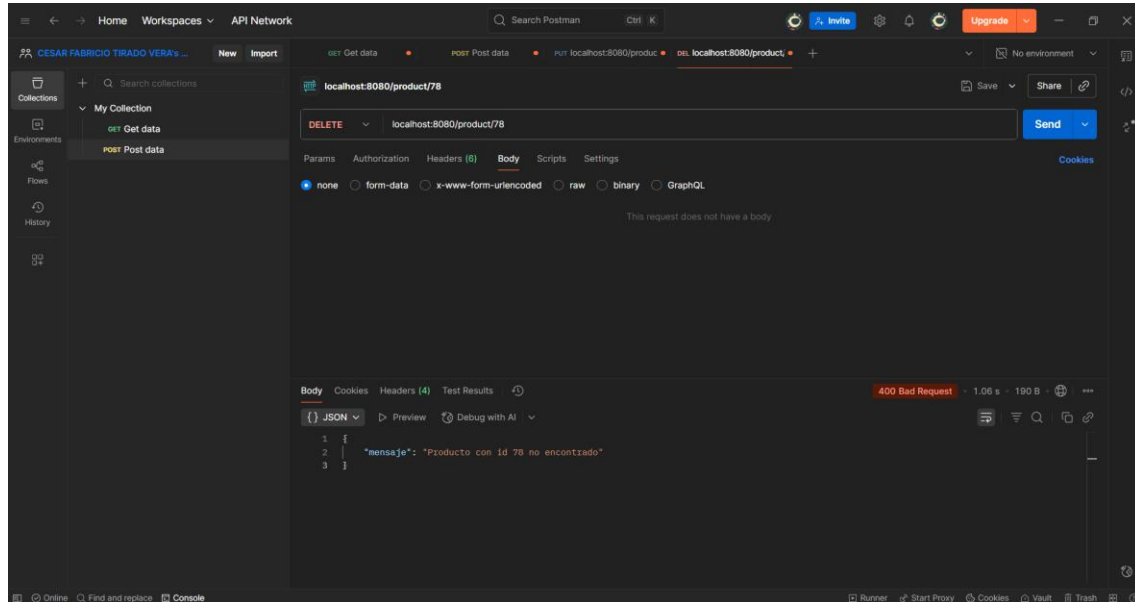 Home Workspaces API Network Search Postman Ctrl K Invite Upgrade
CESAR FABRICIO TIRADO VERA's ... New Import GET Get data POST Post data PUT localhost:8080/produc DEL localhost:8080/product, No environment
Collections Search collections localhost:8080/product/78 Save Share
My Collection
GET Get data DELETE localhost:8080/product/78 Send
Environments
POST Post data
Params Authorization Headers (6) Body Scripts Settings Cookies
Flows none form-data x-www-form-urlencoded raw binary GraphQL
History This request does not have a body
Body Cookies Headers (4) Test Results 400 Bad Request 1.06 s 190 B
{} JSON Preview Debug with AI
1 {
2 "mensaje": "Producto con id 78 no encontrado"
3 }
Online Find and replace Console Runner Start Proxy Cookies Vault Trash